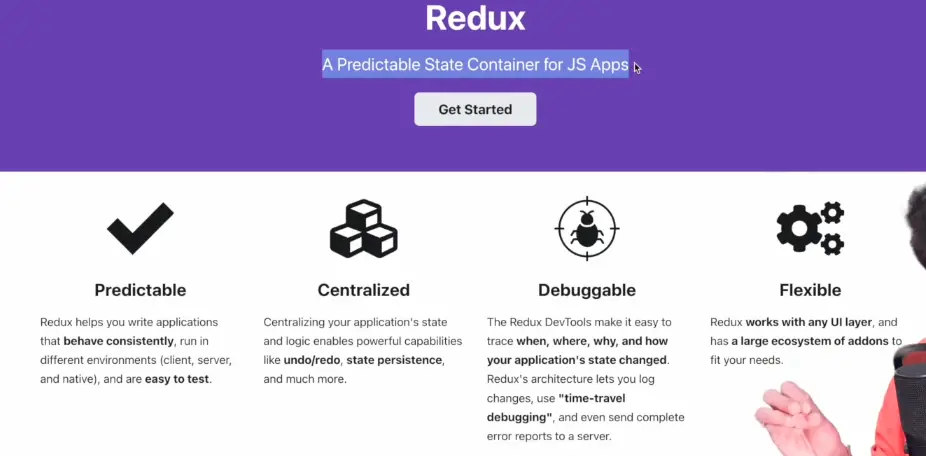 Redux
A Predictable State Container for JS Apps
Get Started
Predictable
Redux helps you write applications
that behave consistently, run in
different environments (client, server,
and native), and are easy to test.
Centralized
Centralizing your application's state
and logic enables powerful capabilities
like undo/redo, state persistence,
and much more.
Debuggable
The Redux DevTools make it easy to
trace when, where, why, and how
your application's state changed.
Redux's architecture lets you log
changes, use "time-travel
debugging", and even send complete
error reports to a server.
Flexible
Redux works with any UI layer, and
has a large ecosystem of addons to
fit your needs.